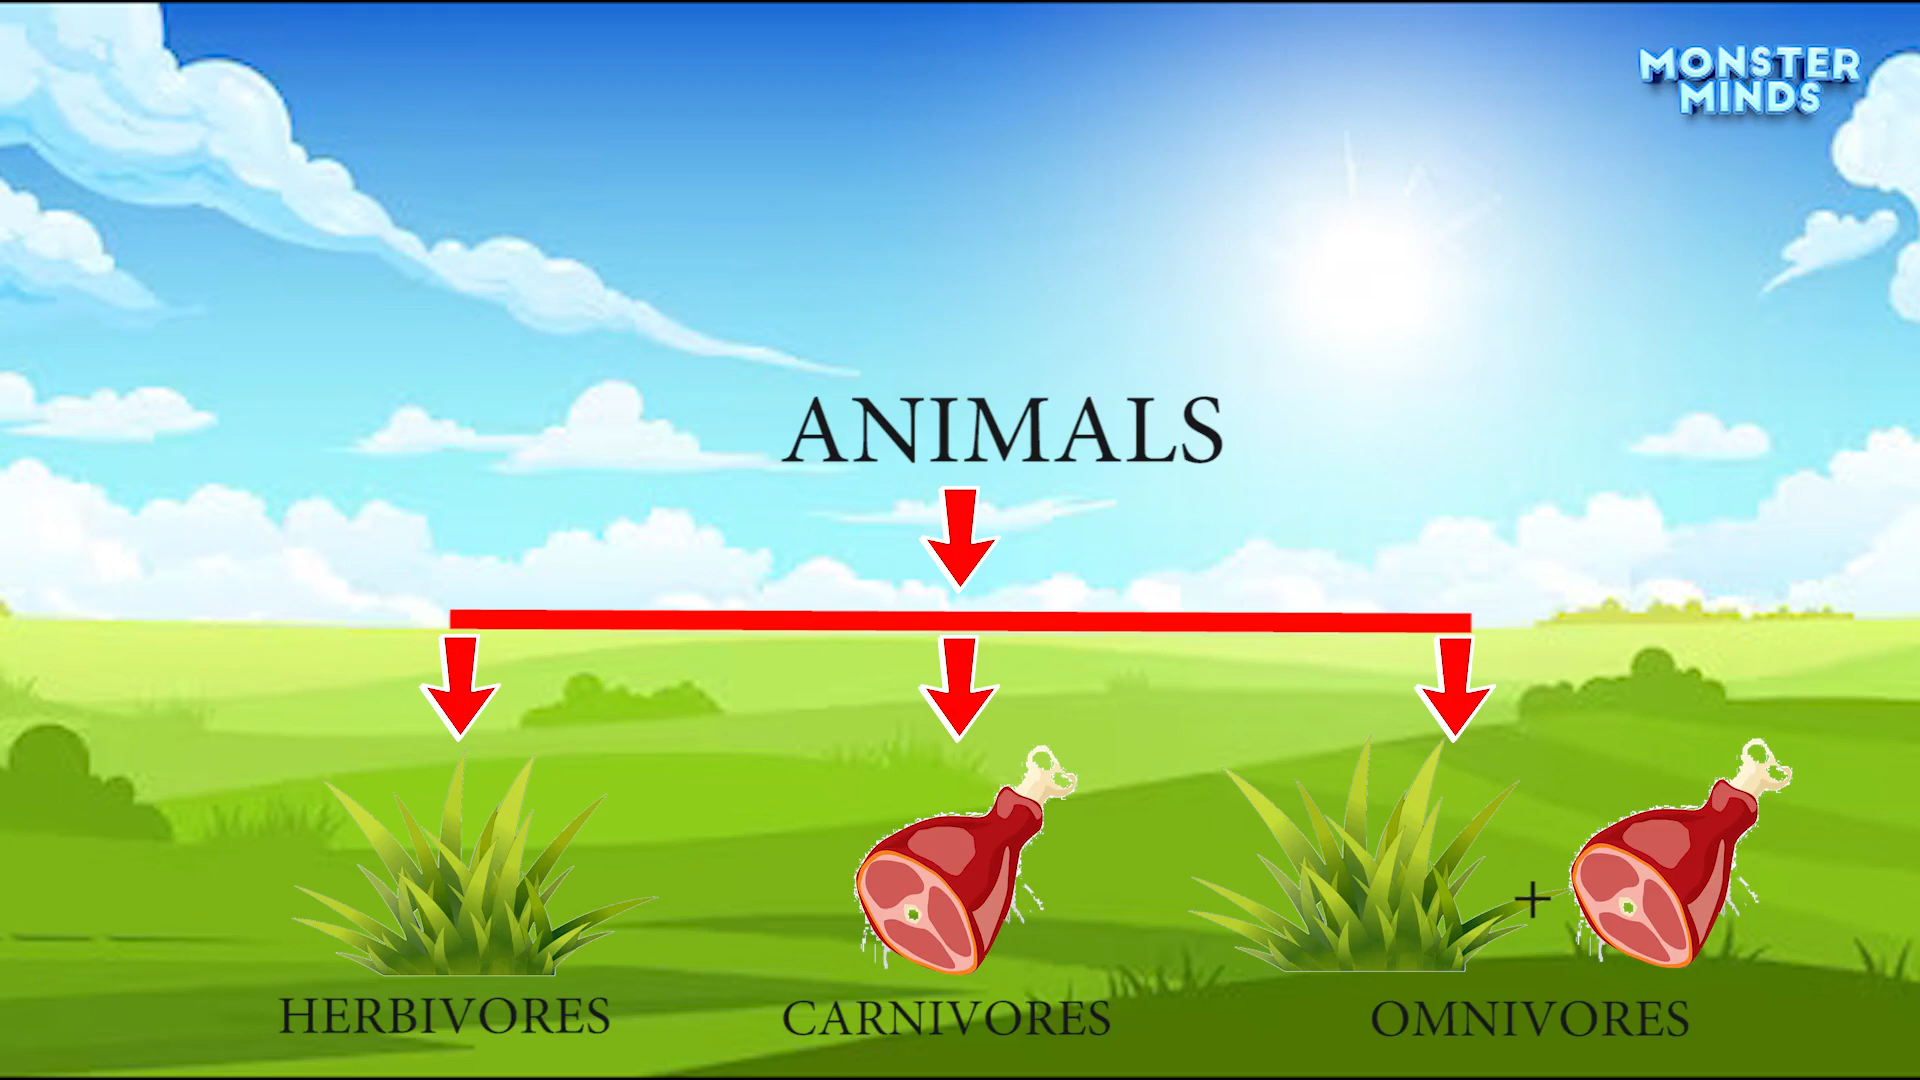 MONSTER
MINDS
ANIMALS
+
HERBIVORES
CARNIVORES
OMNIVORES